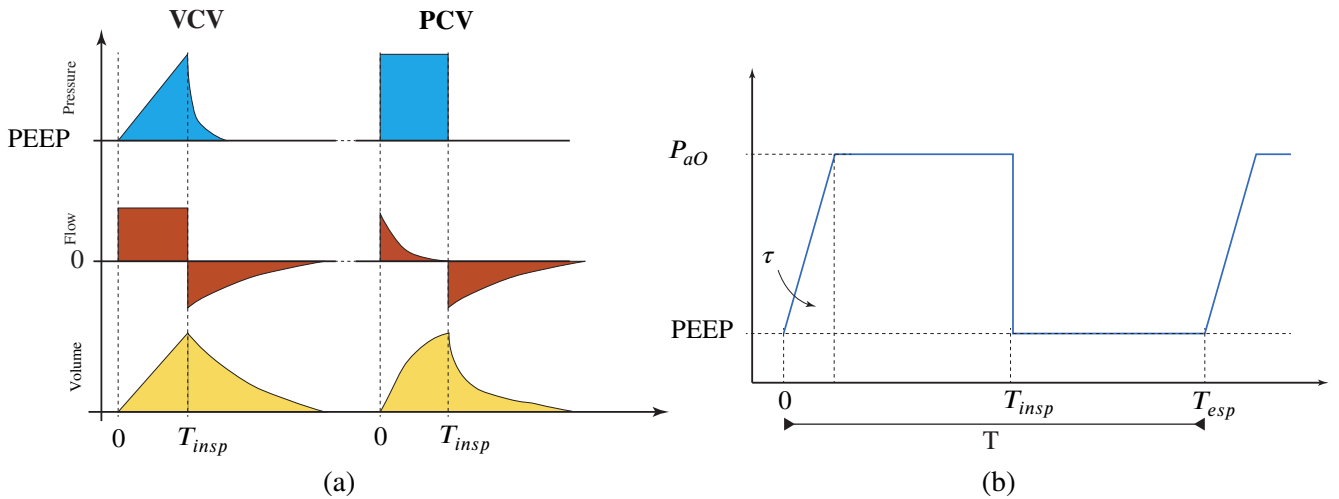 VCV PCV
Pressure
PEEP
Flow
0
Volume
0 T_insp 0 T_insp
(a)
P_aO
τ
PEEP
0 T_insp T_esp
T
(b)